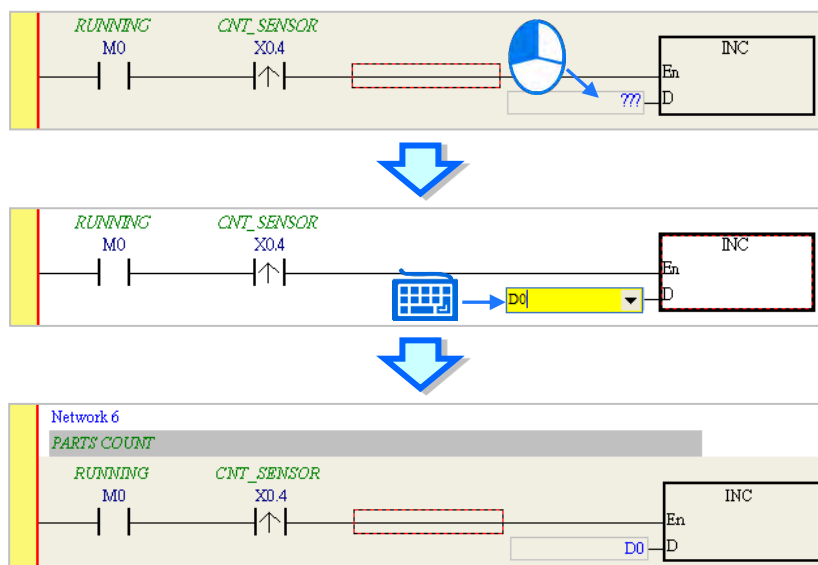 RUNNING CNT_SENSOR
M0 X0.4 INC
En
??? D
RUNNING CNT_SENSOR
M0 X0.4 INC
En
D0 D
Network 6
PARTS COUNT
RUNNING CNT_SENSOR
M0 X0.4 INC
En
D0 D